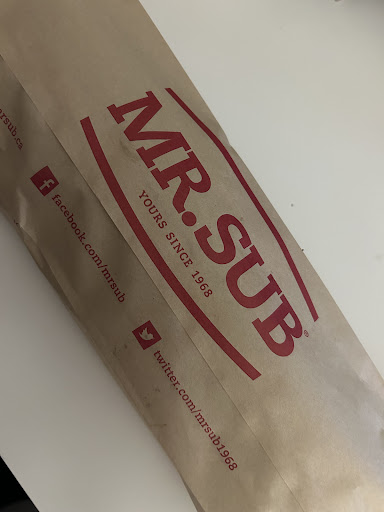 MR.SUB®
YOURS SINCE 1968
facebook.com/mrsub
twitter.com/mrsub1968